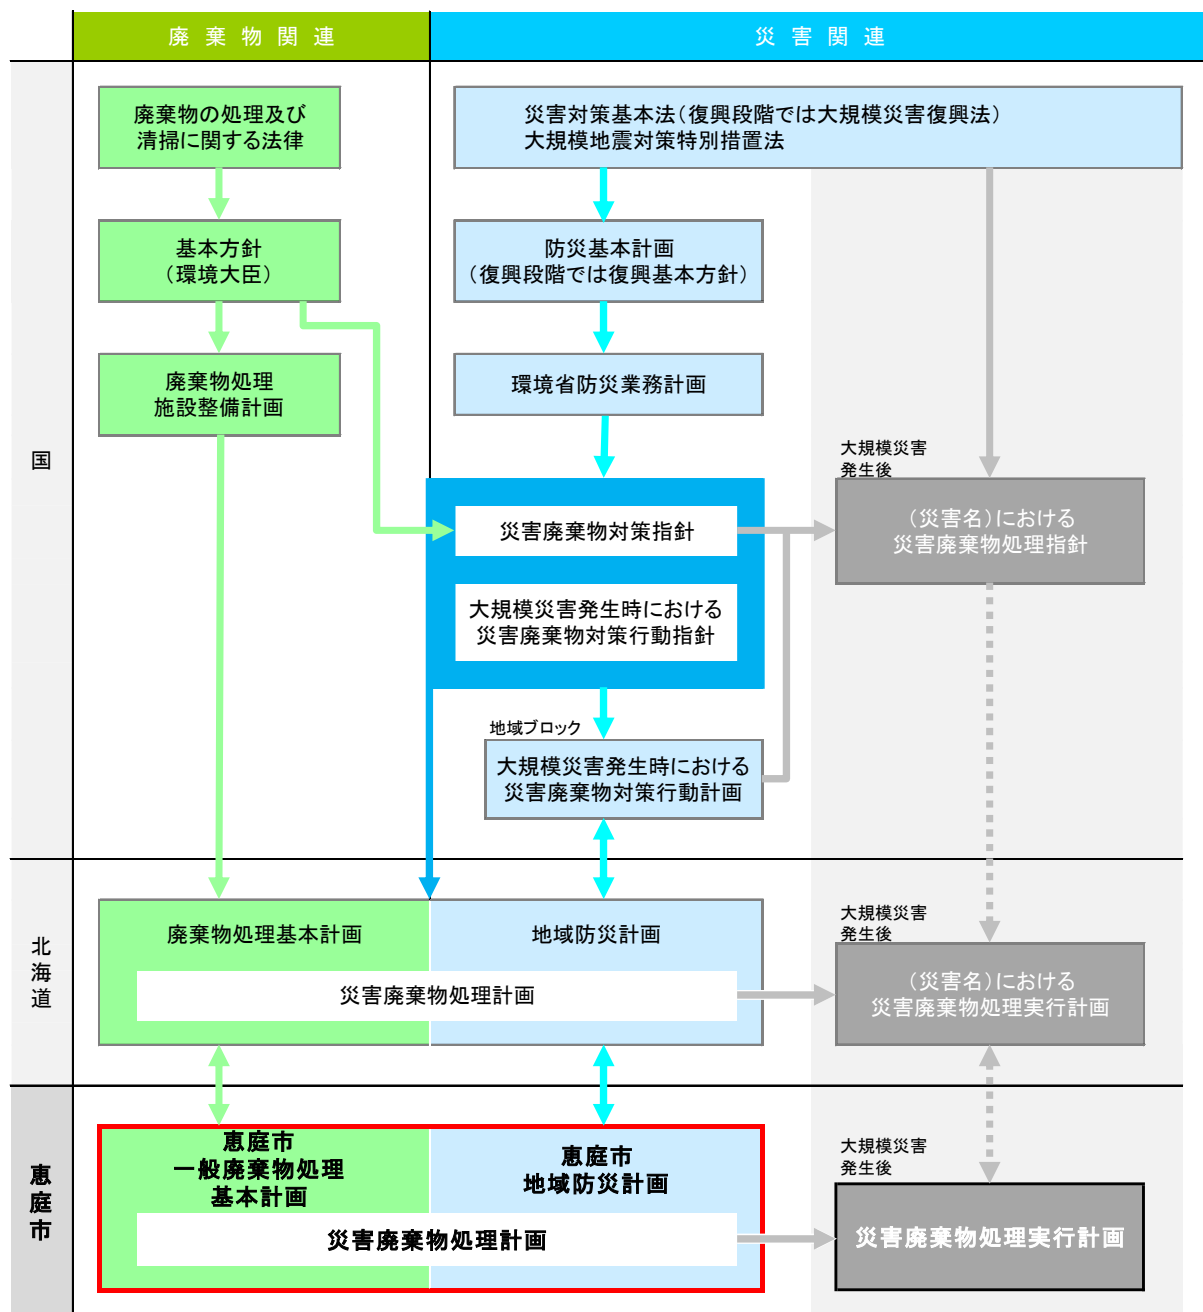 廃棄物関連
災害関連
国
廃棄物の処理及び
清掃に関する法律
災害対策基本法（復興段階では大規模災害復興法）
大規模地震対策特別措置法
基本方針
（環境大臣）
防災基本計画
（復興段階では復興基本方針）
廃棄物処理
施設整備計画
環境省防災業務計画
大規模災害
発生後
（災害名）における
災害廃棄物処理指針
災害廃棄物対策指針
大規模災害発生時における
災害廃棄物対策行動指針
地域ブロック
大規模災害発生時における
災害廃棄物対策行動計画
北海道
廃棄物処理基本計画
地域防災計画
災害廃棄物処理計画
大規模災害
発生後
（災害名）における
災害廃棄物処理実行計画
恵庭市
恵庭市
一般廃棄物処理
基本計画
恵庭市
地域防災計画
災害廃棄物処理計画
大規模災害
発生後
災害廃棄物処理実行計画